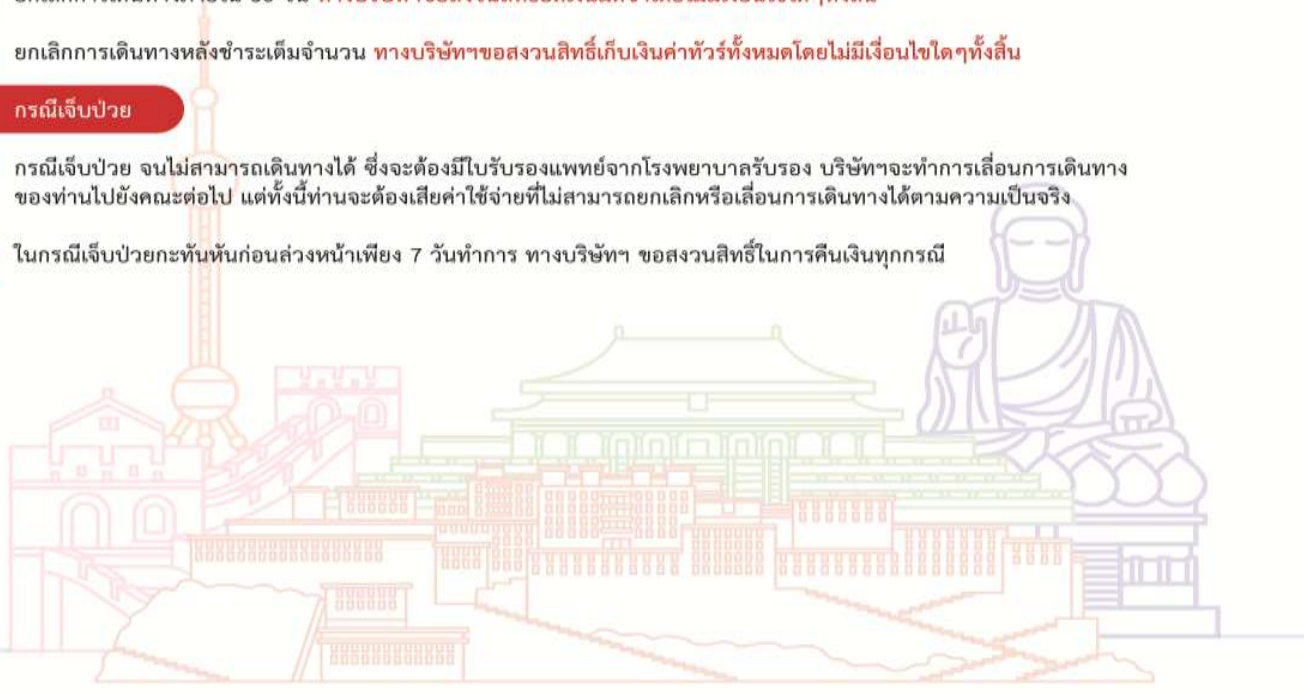 ยกเลิกการเดินทางหลังชำระเต็มจำนวน ทางบริษัทฯขอสงวนสิทธิ์เก็บเงินค่าทัวร์ทั้งหมดโดยไม่มีเงื่อนไขใดๆทั้งสิ้น
กรณีเจ็บป่วย
กรณีเจ็บป่วย จนไม่สามารถเดินทางได้ ซึ่งจะต้องมีใบรับรองแพทย์จากโรงพยาบาลรับรอง บริษัทฯจะทำการเลื่อนการเดินทาง
ของท่านไปยังคณะต่อไป แต่ทั้งนี้ท่านจะต้องเสียค่าใช้จ่ายที่ไม่สามารถยกเลิกหรือเลื่อนการเดินทางได้ตามความเป็นจริง
ในกรณีเจ็บป่วยกะทันหันก่อนล่วงหน้าเพียง 7 วันทำการ ทางบริษัทฯ ขอสงวนสิทธิ์ในการคืนเงินทุกกรณี